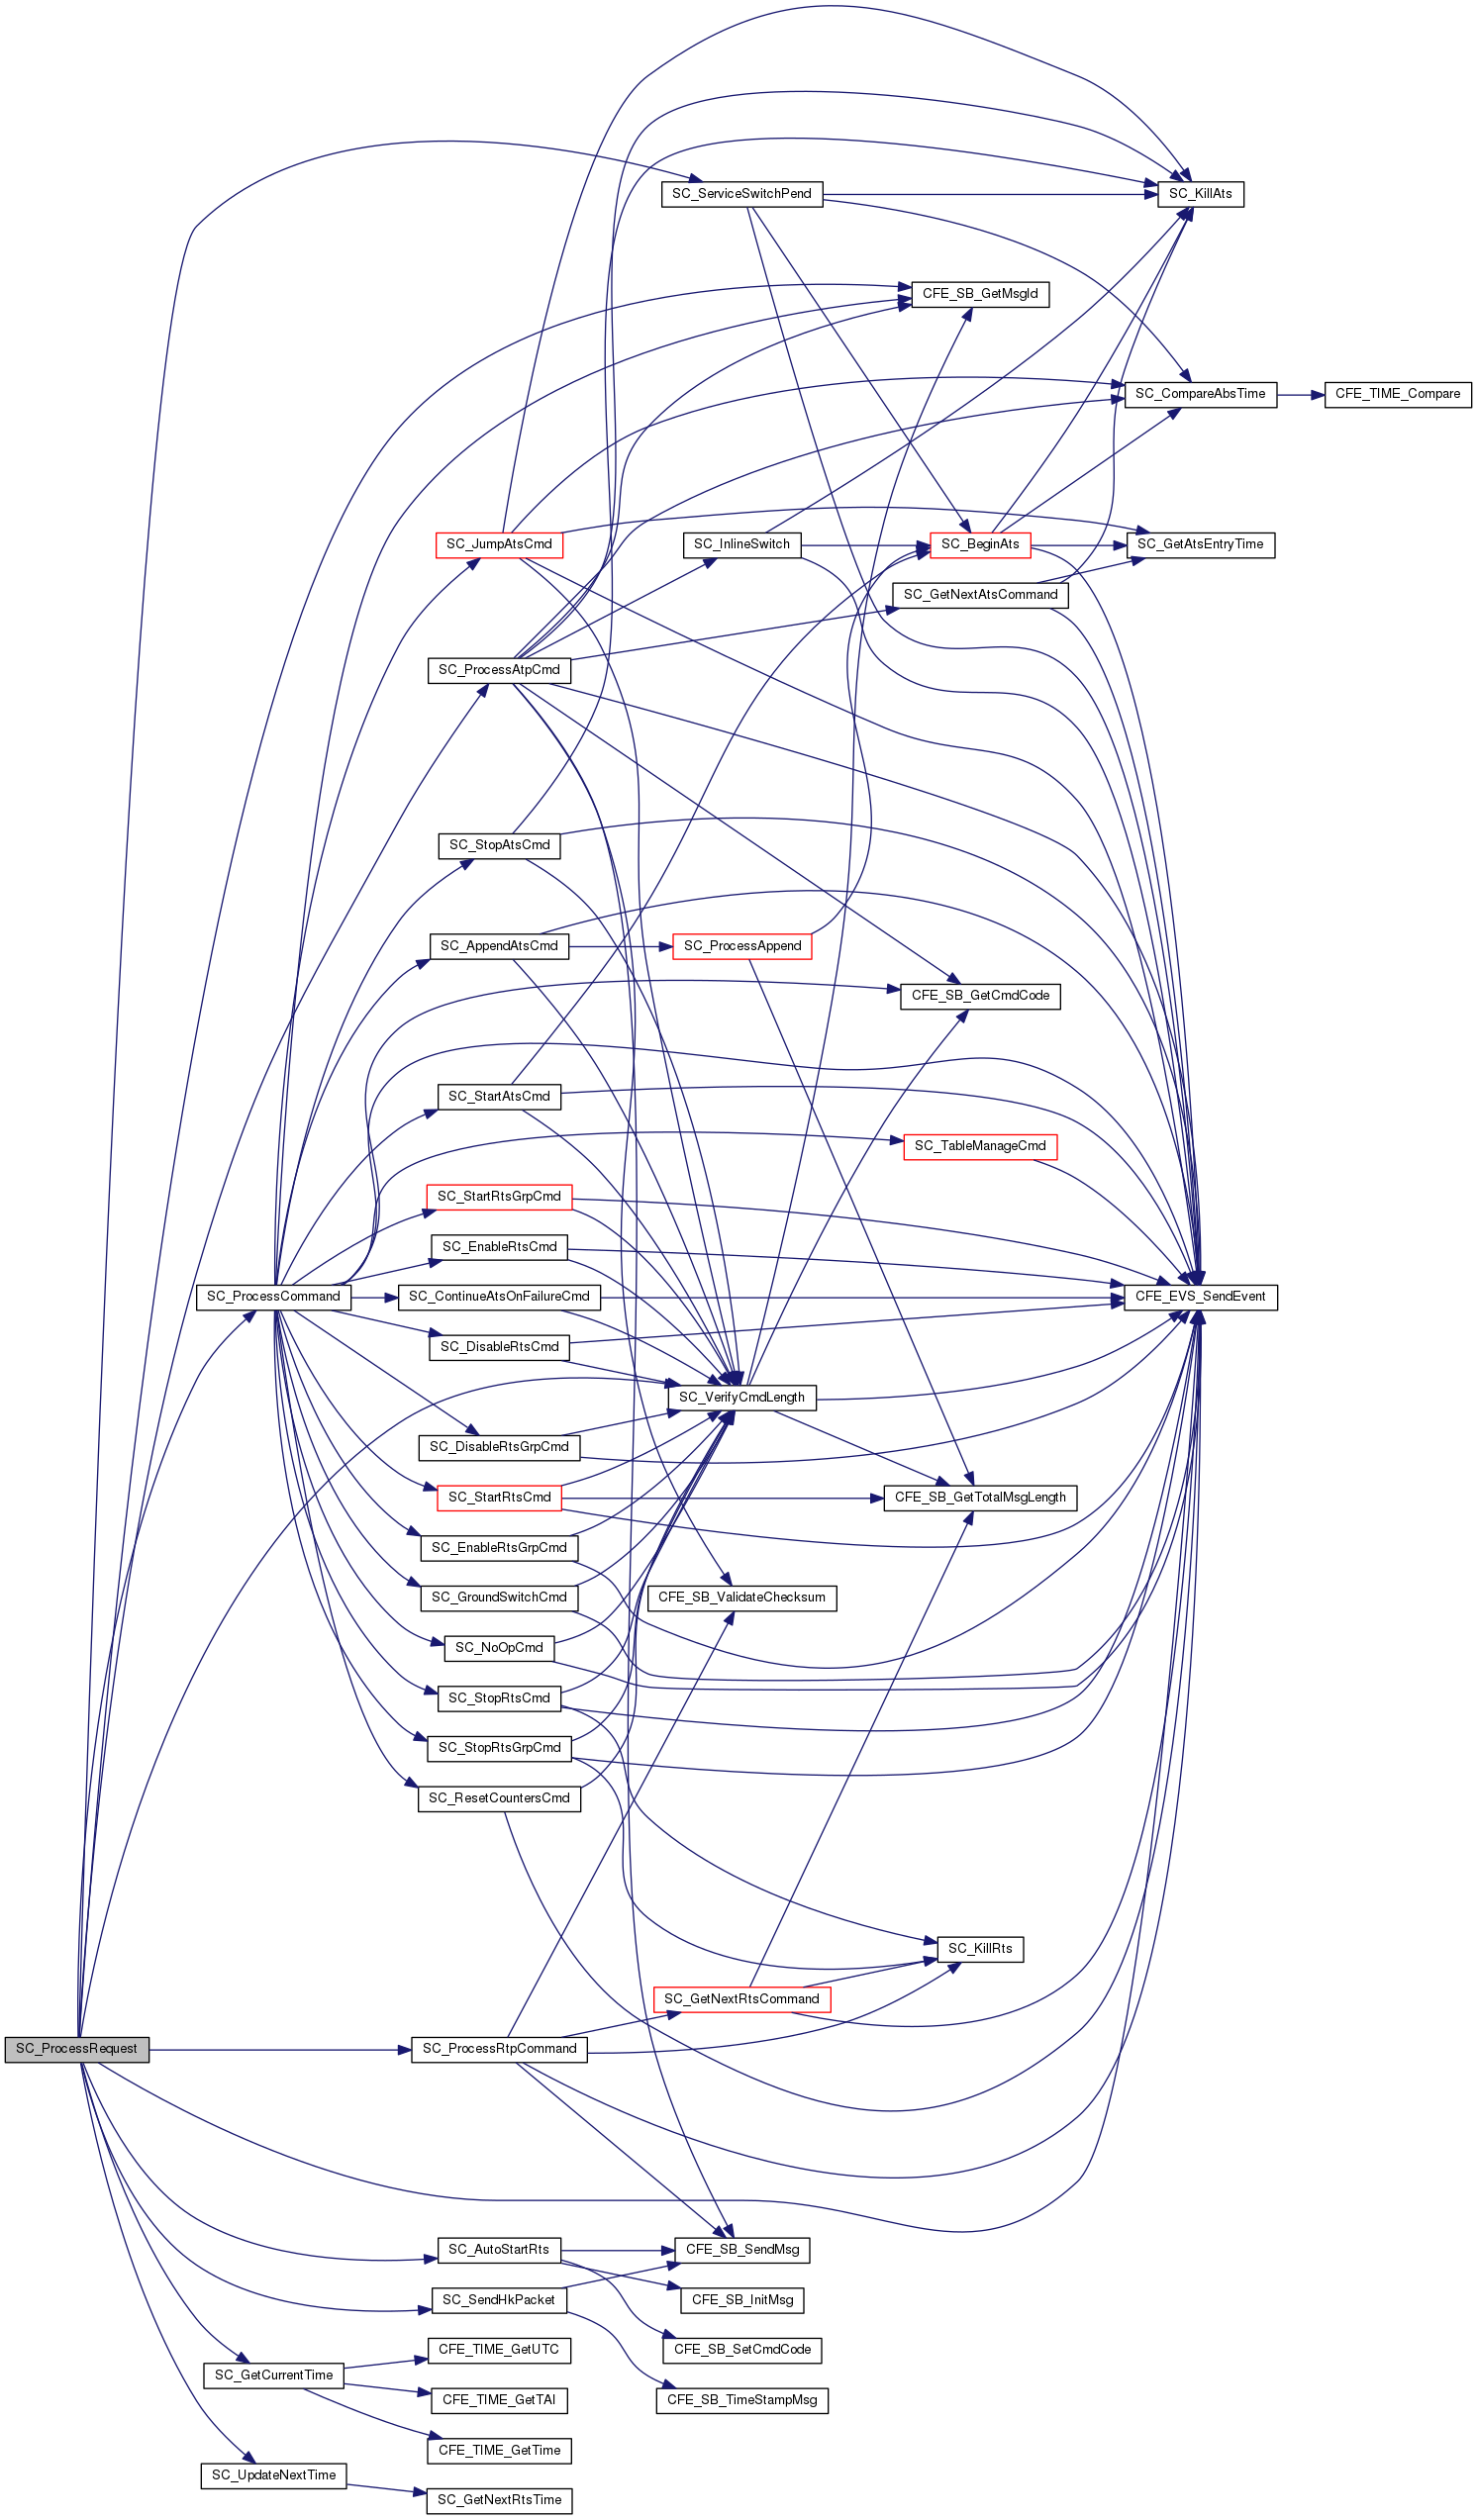 SC_ServiceSwitchPend
SC_KillAts
CFE_SB_GetMsgId
SC_CompareAbsTime
CFE_TIME_Compare
SC_JumpAtsCmd
SC_InlineSwitch
SC_BeginAts
SC_GetAtsEntryTime
SC_GetNextAtsCommand
SC_ProcessAtpCmd
SC_StopAtsCmd
SC_AppendAtsCmd
SC_ProcessAppend
CFE_SB_GetCmdCode
SC_StartAtsCmd
SC_TableManageCmd
SC_StartRtsGrpCmd
SC_EnableRtsCmd
SC_ProcessCommand
SC_ContinueAtsOnFailureCmd
CFE_EVS_SendEvent
SC_DisableRtsCmd
SC_VerifyCmdLength
SC_DisableRtsGrpCmd
SC_StartRtsCmd
CFE_SB_GetTotalMsgLength
SC_EnableRtsGrpCmd
SC_GroundSwitchCmd
CFE_SB_ValidateChecksum
SC_NoOpCmd
SC_StopRtsCmd
SC_StopRtsGrpCmd
SC_ResetCountersCmd
SC_KillRts
SC_GetNextRtsCommand
SC_ProcessRequest
SC_ProcessRtpCommand
SC_AutoStartRts
CFE_SB_SendMsg
SC_SendHkPacket
CFE_SB_InitMsg
CFE_TIME_GetUTC
CFE_SB_SetCmdCode
SC_GetCurrentTime
CFE_TIME_GetTAI
CFE_SB_TimeStampMsg
CFE_TIME_GetTime
SC_UpdateNextTime
SC_GetNextRtsTime